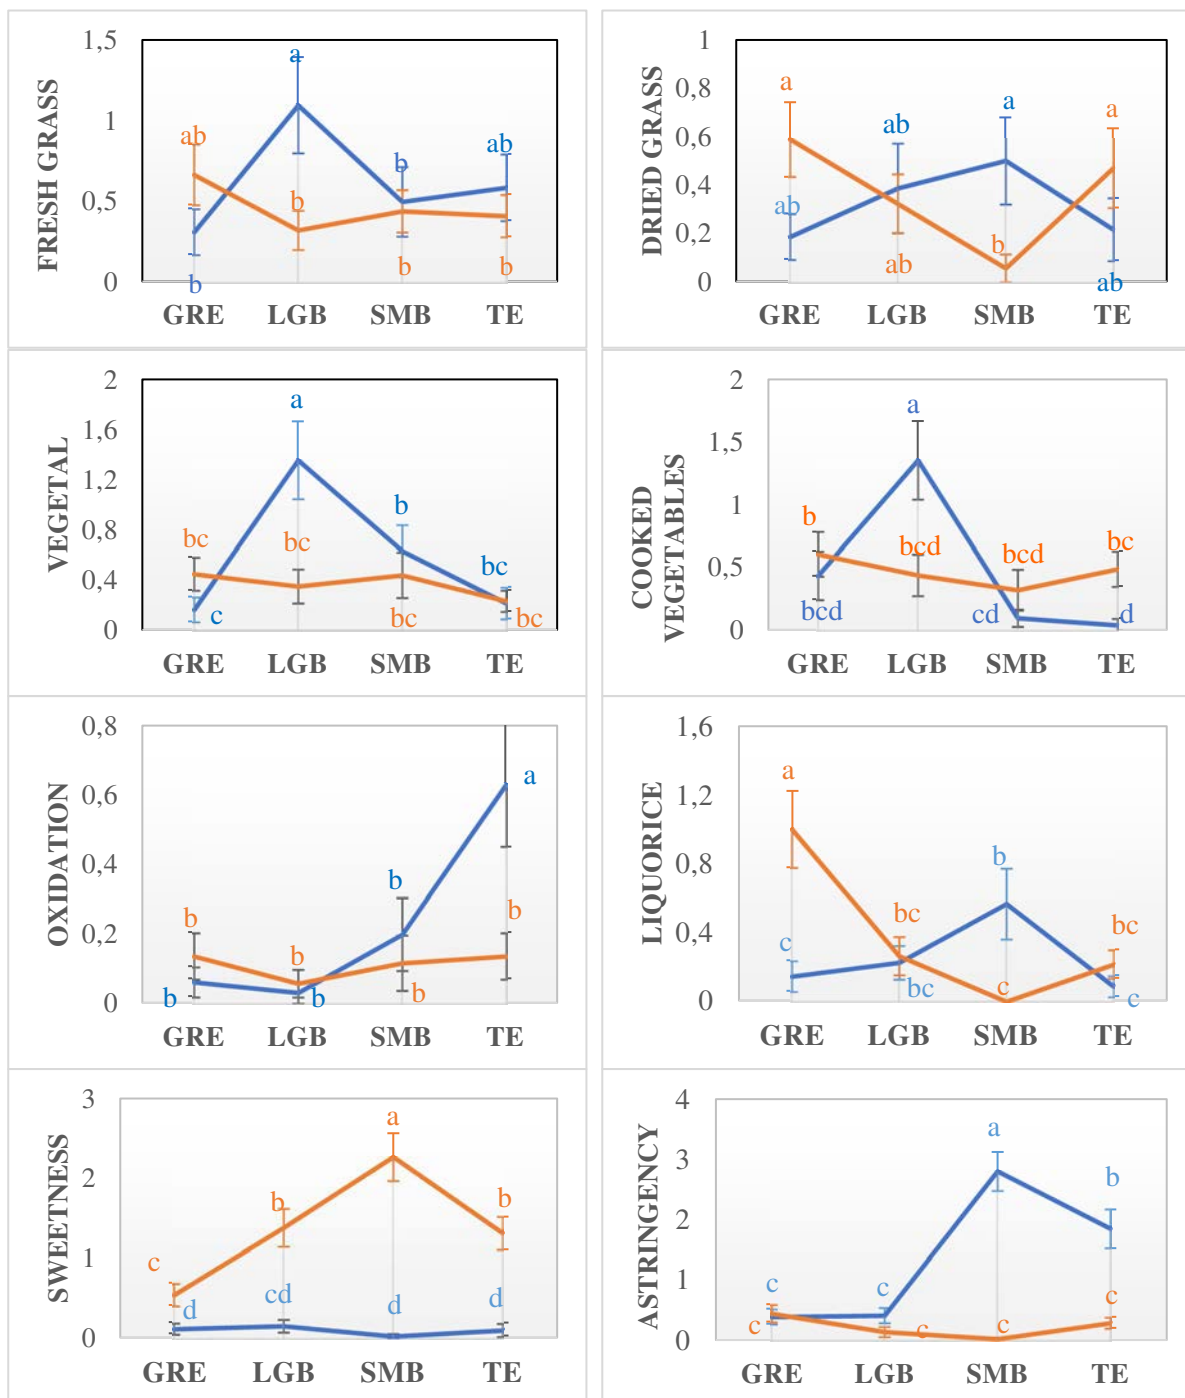 FRESH GRASS
1,5
1
0,5
0
a
ab
b
b
ab
b
b
b
GRE LGB SMB TE
DRIED GRASS
1
0,8
0,6
0,4
0,2
0
a
ab
a
a
ab
ab
b
ab
GRE LGB SMB TE
VEGETAL
2
1,6
1,2
0,8
0,4
0
a
b
bc
bc
bc
c
bc
bc
GRE LGB SMB TE
COOKED
VEGETABLES
2
1,5
1
0,5
0
a
b
bcd
bcd
bc
bcd
cd
d
GRE LGB SMB TE
OXIDATION
0,8
0,6
0,4
0,2
0
a
b
b
b
b
b
b
b
GRE LGB SMB TE
LIQUORICE
1,6
1,2
0,8
0,4
0
a
b
c
bc
bc
bc
c
c
GRE LGB SMB TE
SWEETNESS
3
2
1
0
a
b
b
c
d
cd
d
d
GRE LGB SMB TE
ASTRINGENCY
4
3
2
1
0
a
b
c
c
c
c
c
c
GRE LGB SMB TE